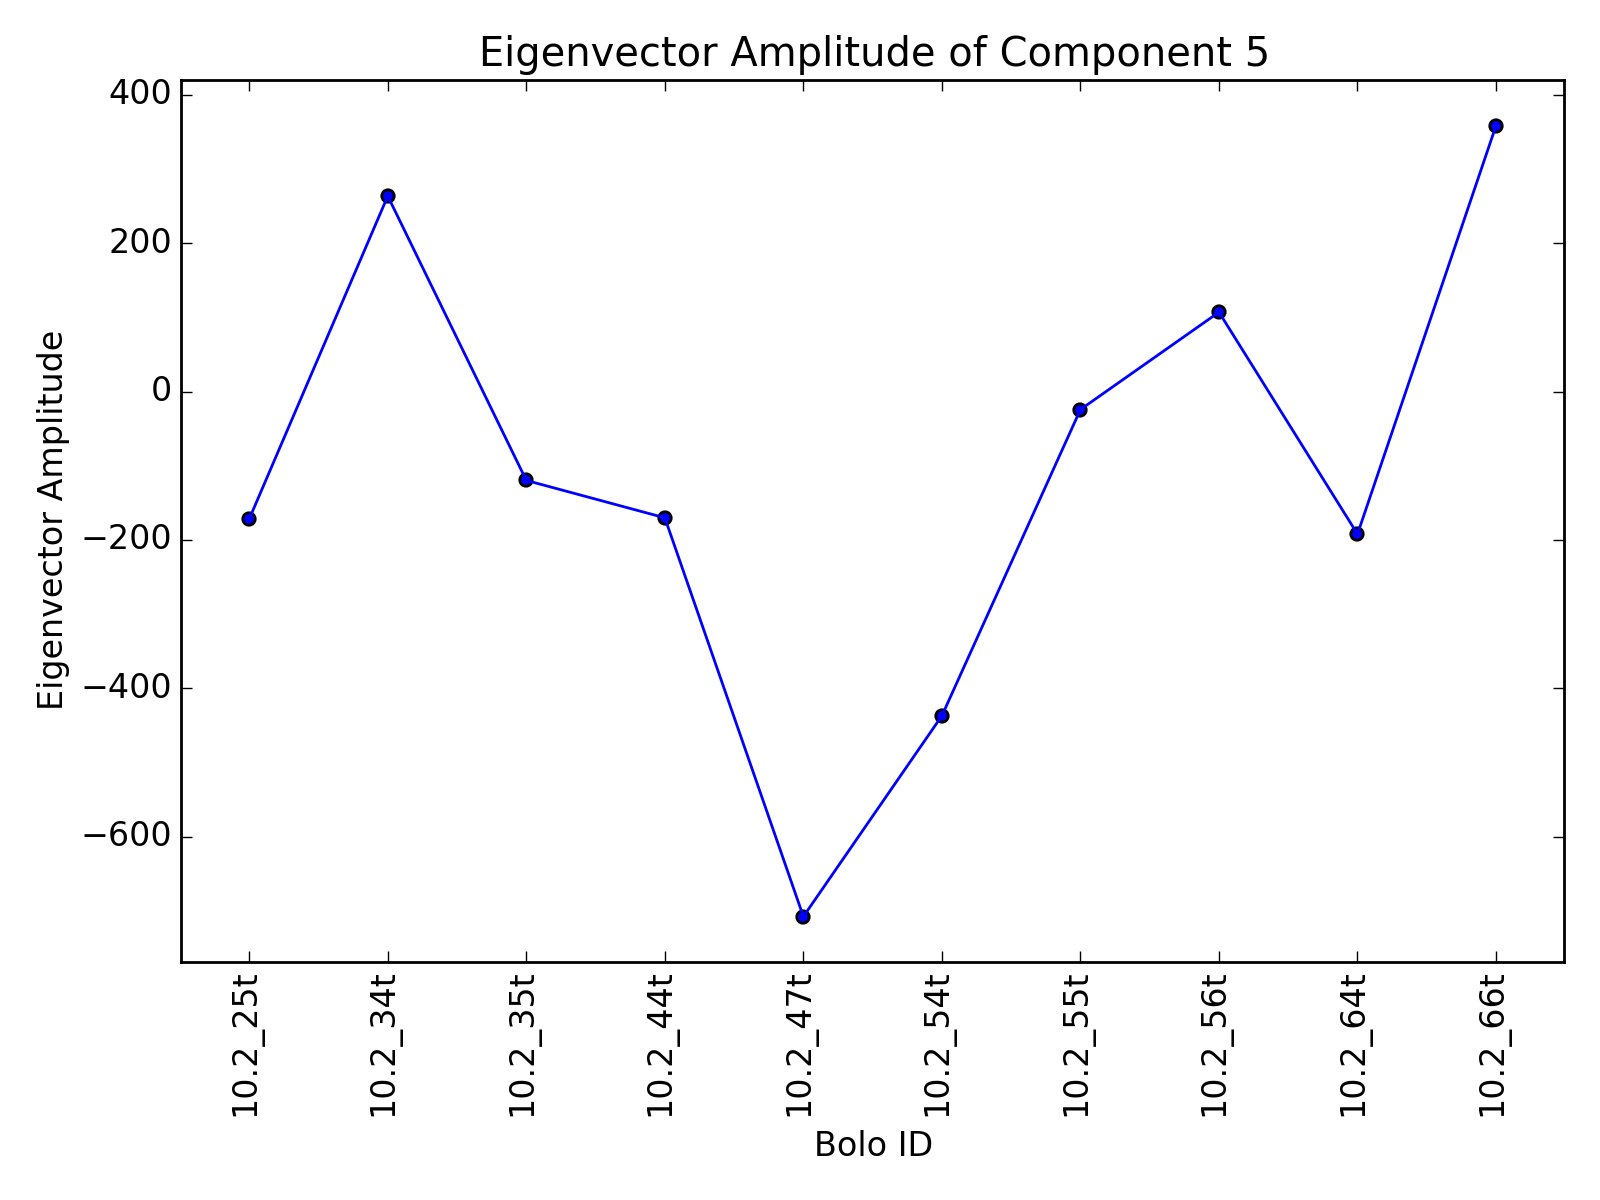 Eigenvector Amplitude of Component 5
400
200
0
−200
−400
−600
Eigenvector Amplitude
10.2_25t
10.2_34t
10.2_35t
10.2_44t
10.2_47t
10.2_54t
10.2_55t
10.2_56t
10.2_64t
10.2_66t
Bolo ID